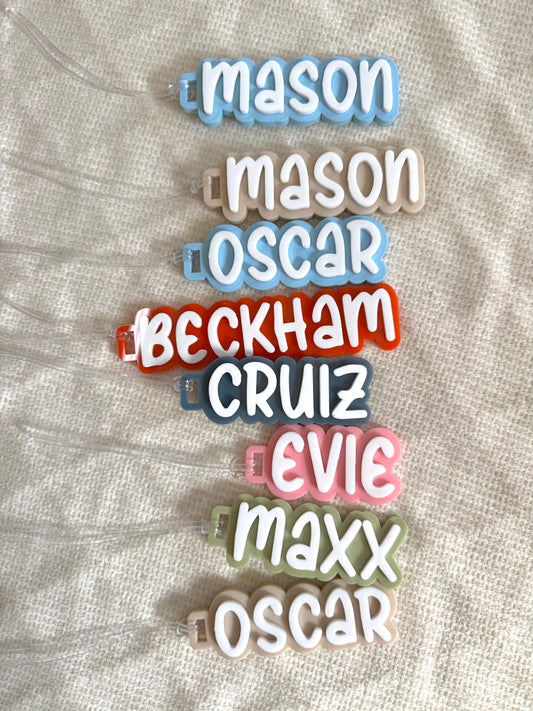 mason
mason
OSCAR
BECKHAM
CRUIZ
EVIE
maxx
OSCAR